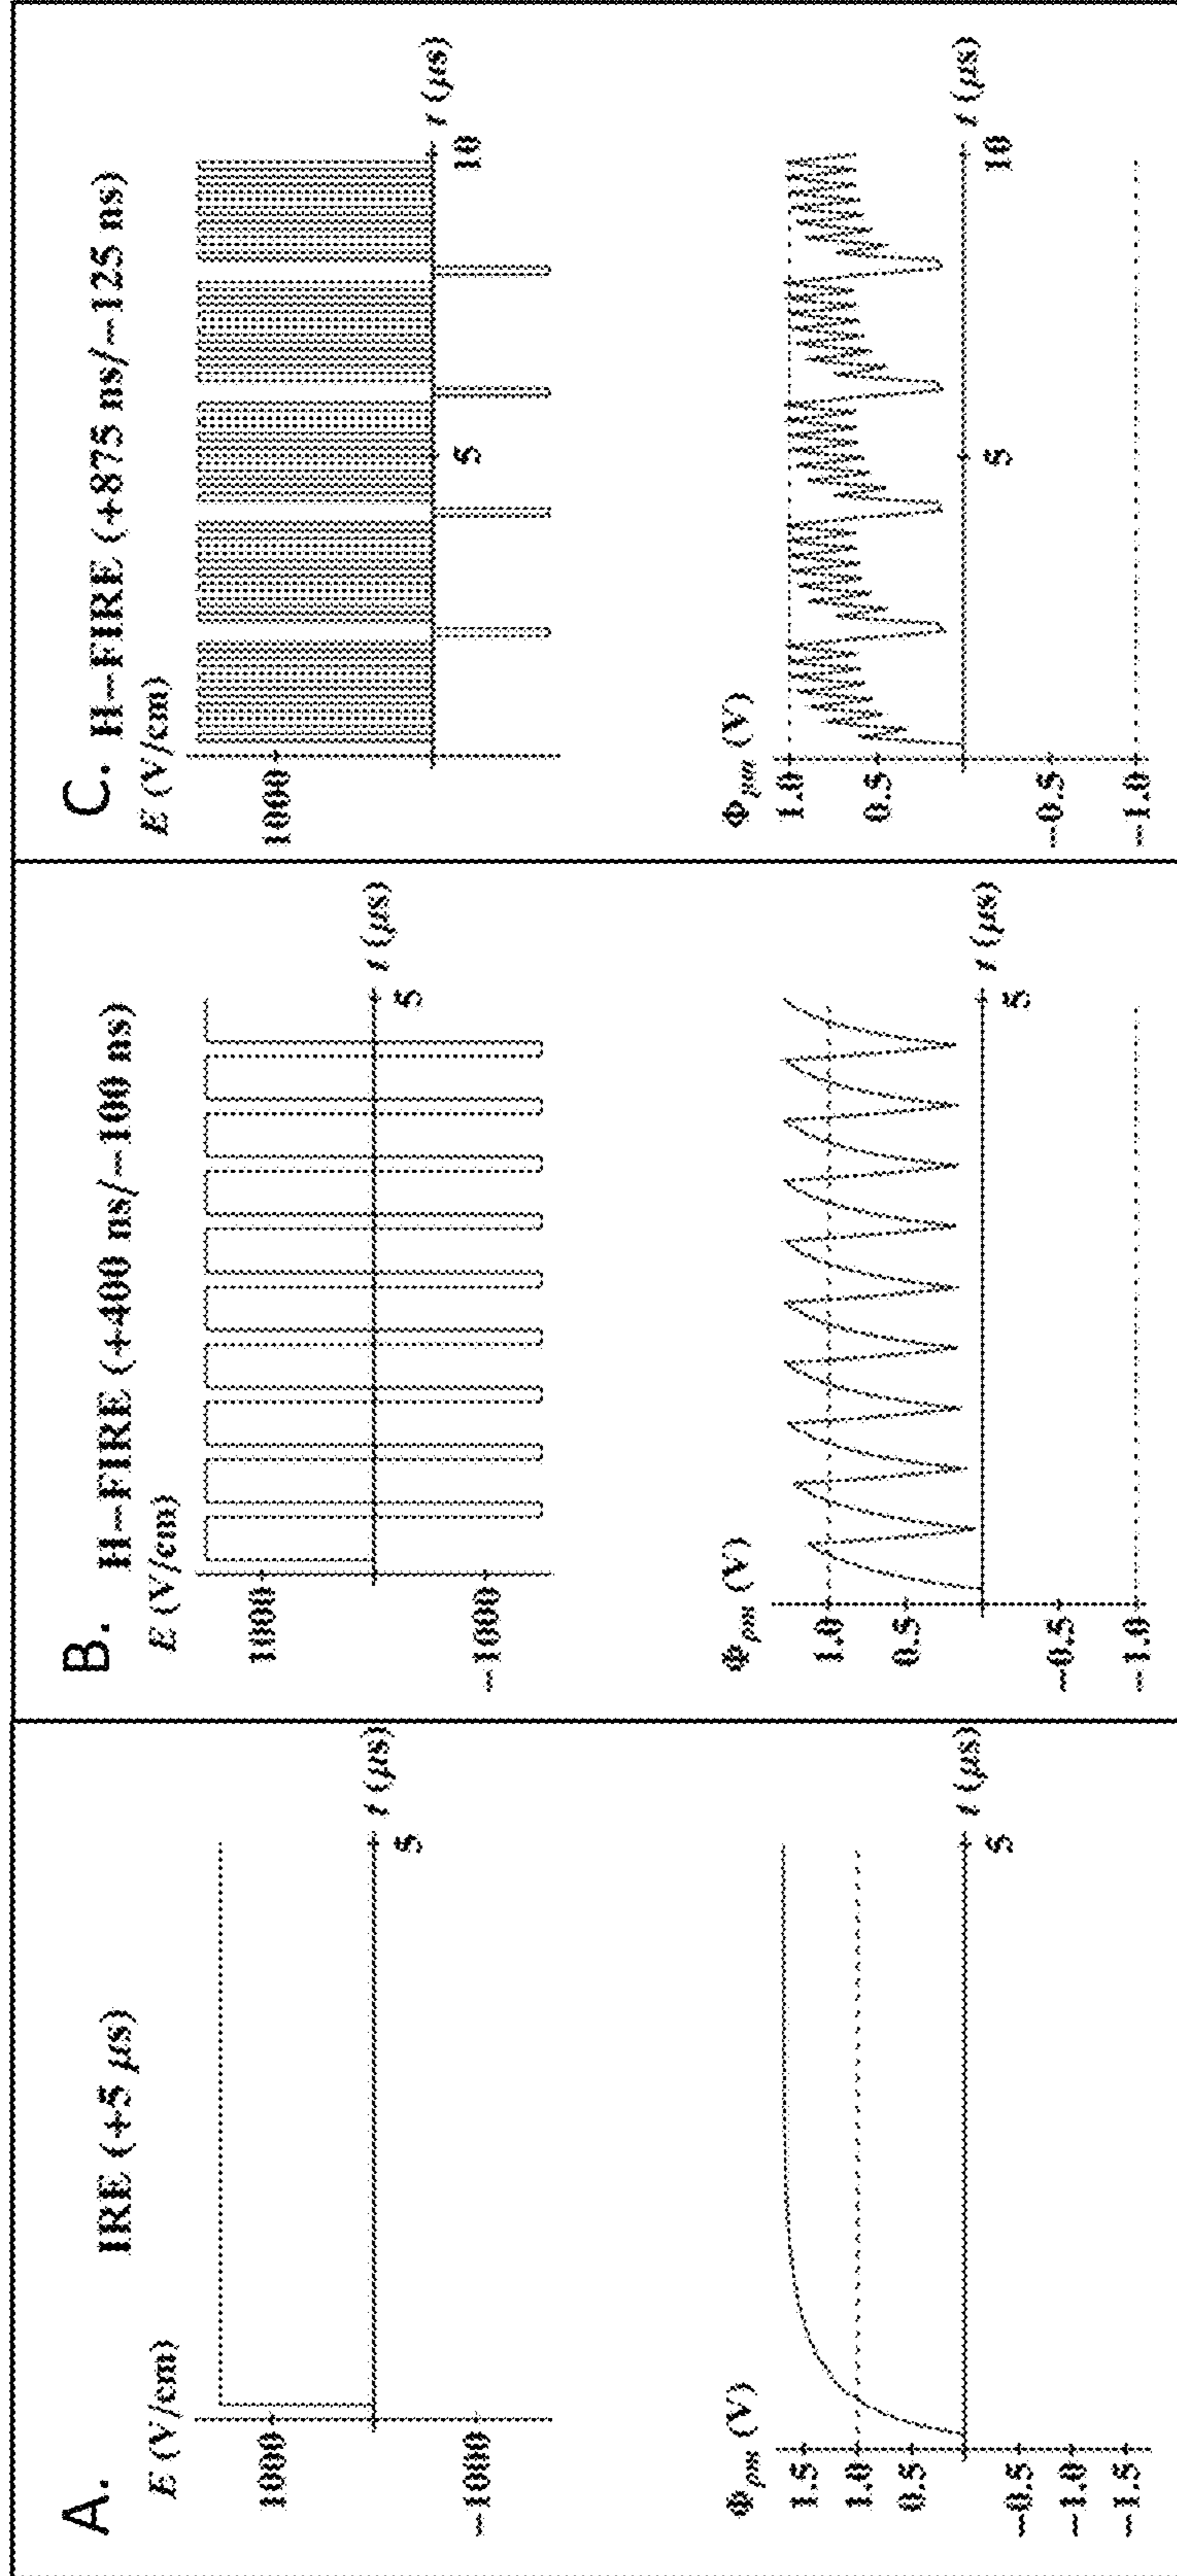 A.
IRE (+5 µs)
E (V/cm)
1000
−1000
t (µs)
5
Φpm (V)
1.5
1.0
0.5
−0.5
−1.0
−1.5
t (µs)
5
B.
H−FIRE (+400 ns/−100 ns)
E (V/cm)
1000
−1000
t (µs)
5
Φpm (V)
1.0
0.5
−0.5
−1.0
t (µs)
5
C.
H−FIRE (+875 ns/−125 ns)
E (V/cm)
1000
t (µs)
5
10
Φpm (V)
1.0
0.5
−0.5
−1.0
t (µs)
5
10